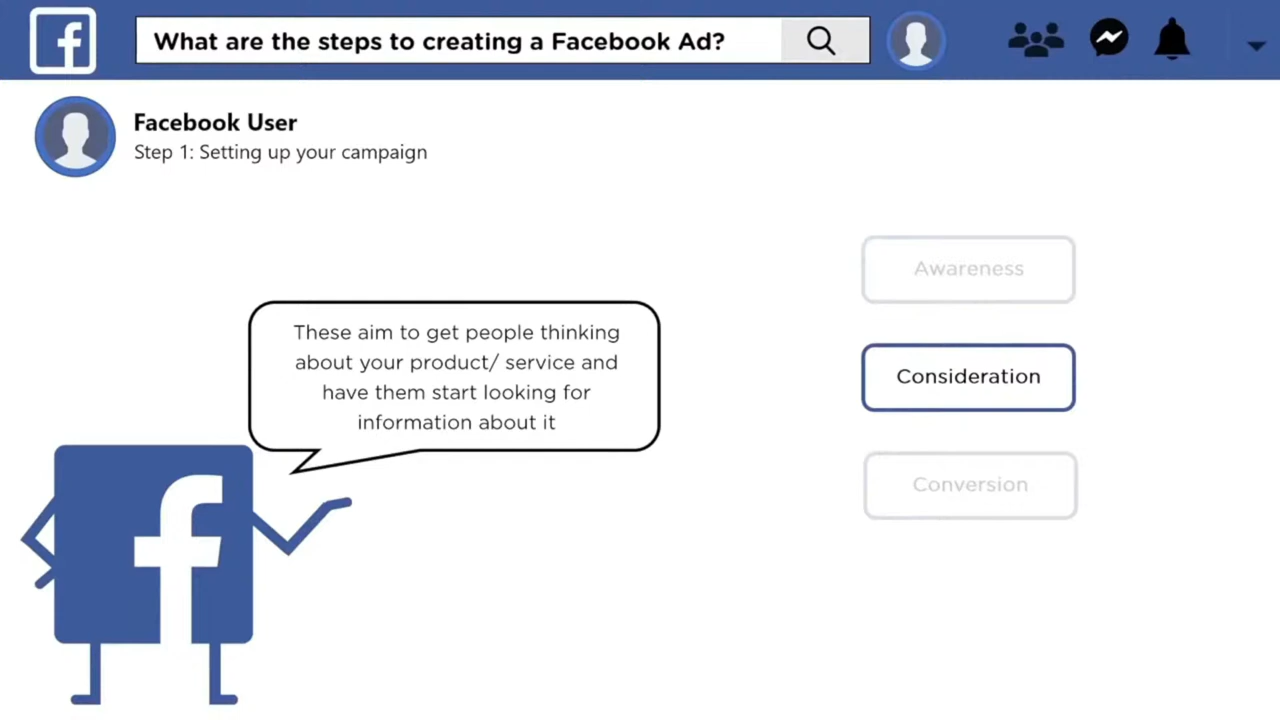 What are the steps to creating a Facebook Ad?
Facebook User
Step 1: Setting up your campaign
Awareness
These aim to get people thinking
about your product/ service and
have them start looking for
information about it
Consideration
Conversion